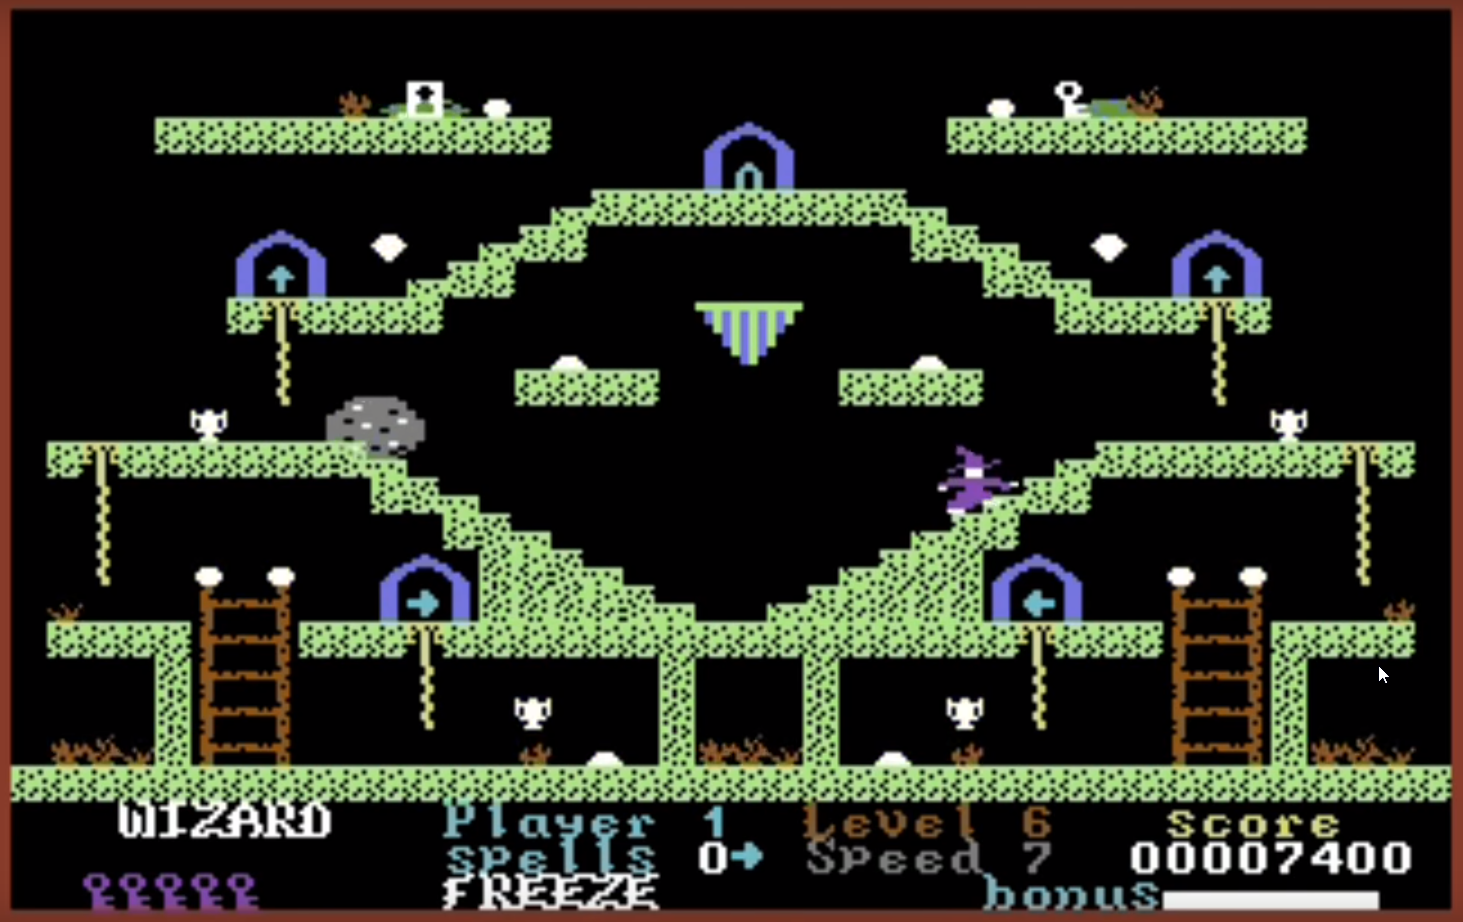 WIZARD Player 1 Level 6 score
spells 0→ Speed 7 00007400
FREEZE bonus